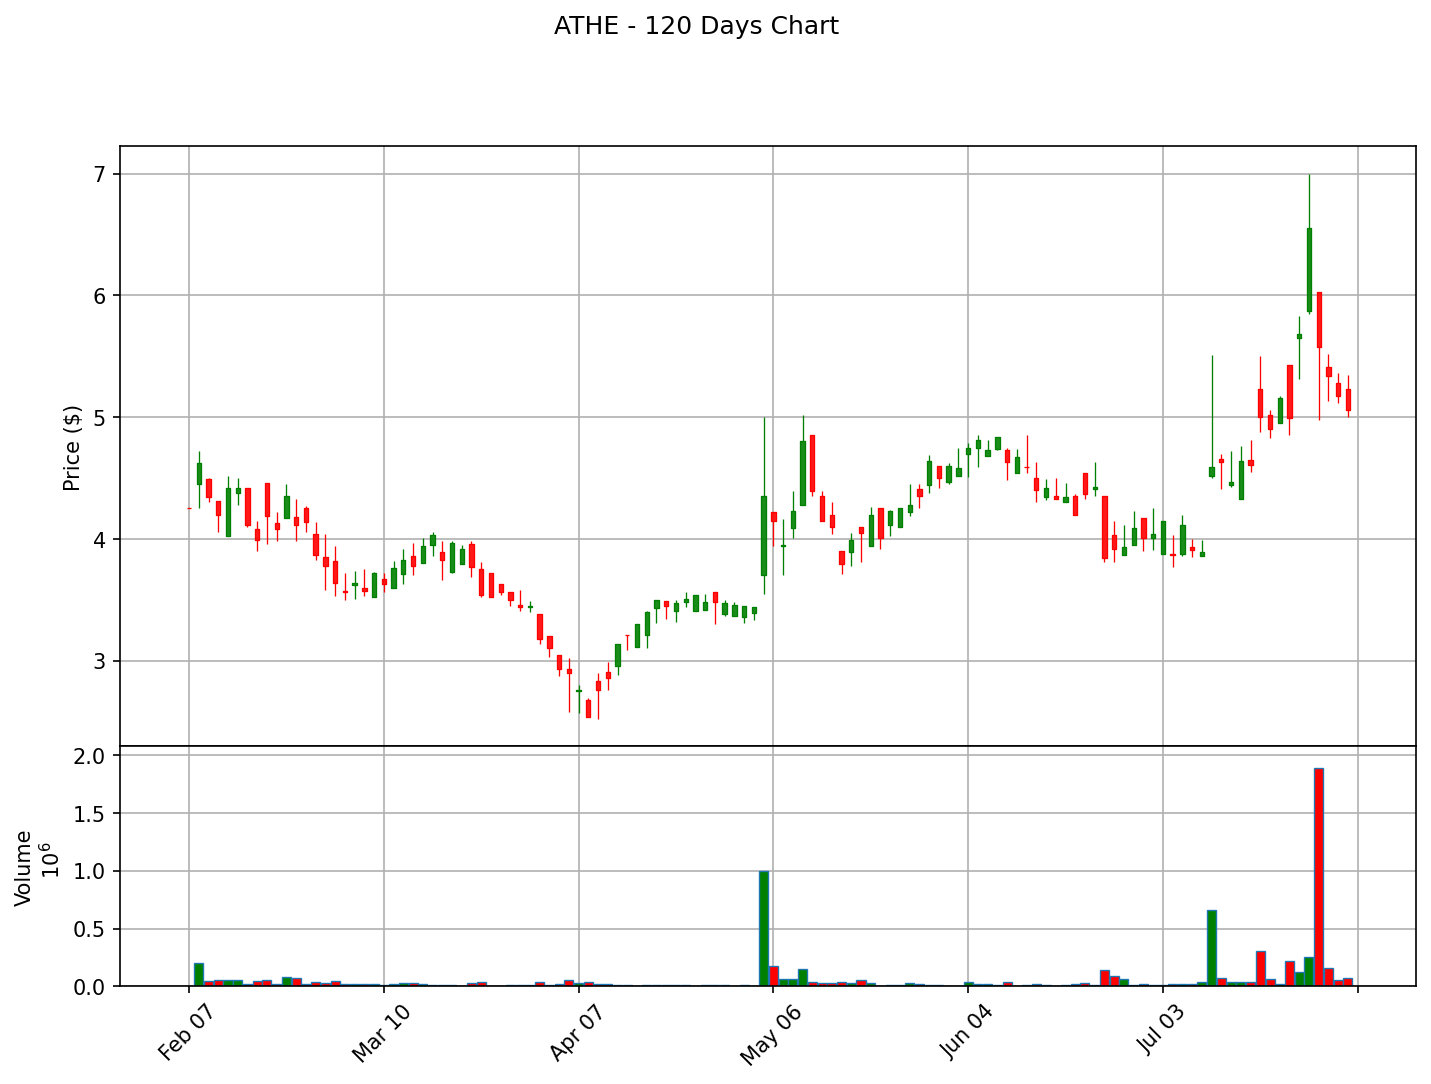 ATHE - 120 Days Chart
7
6
5
4
3
Price ($)
2.0
1.5
1.0
0.5
0.0
Volume
10⁶
Feb 07
Mar 10
Apr 07
May 06
Jun 04
Jul 03